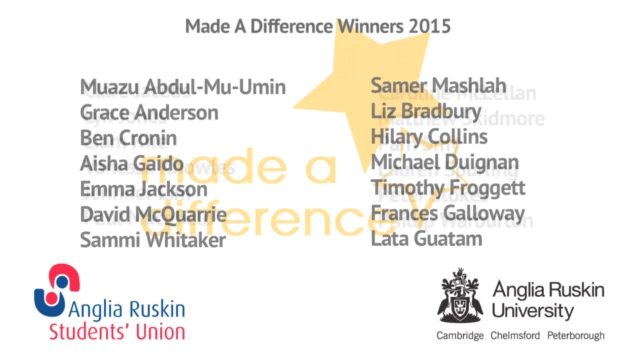 Made A Difference Winners 2015
Muazu Abdul-Mu-Umin
Grace Anderson
Ben Cronin
Aisha Gaido
Emma Jackson
David McQuarrie
Sammi Whitaker
Samer Mashlah
Liz Bradbury
Hilary Collins
Michael Duignan
Timothy Froggett
Frances Galloway
Lata Guatam
made a
difference
Anglia Ruskin
Students' Union
Anglia Ruskin
University
Cambridge Chelmsford Peterborough